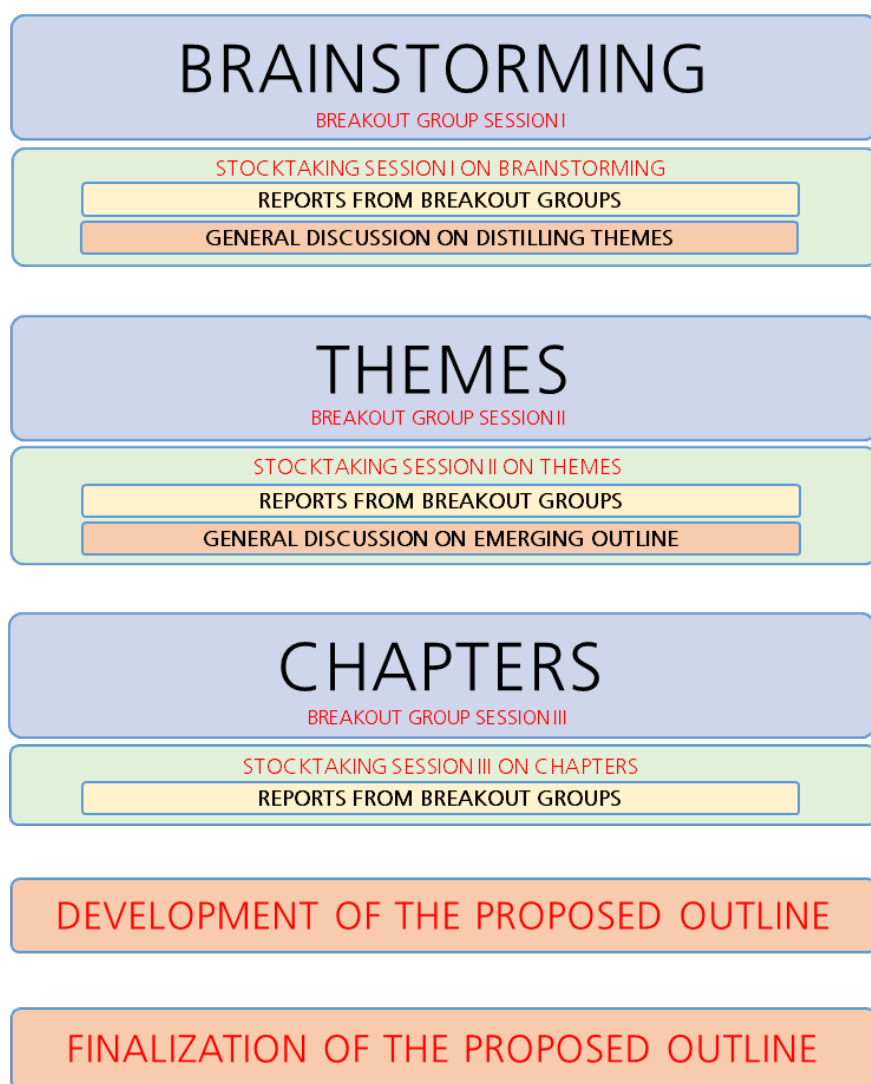 BRAINSTORMING
BREAKOUT GROUP SESSION I
STOCKTAKING SESSION I ON BRAINSTORMING
REPORTS FROM BREAKOUT GROUPS
GENERAL DISCUSSION ON DISTILLING THEMES
THEMES
BREAKOUT GROUP SESSION II
STOCKTAKING SESSION II ON THEMES
REPORTS FROM BREAKOUT GROUPS
GENERAL DISCUSSION ON EMERGING OUTLINE
CHAPTERS
BREAKOUT GROUP SESSION III
STOCKTAKING SESSION III ON CHAPTERS
REPORTS FROM BREAKOUT GROUPS
DEVELOPMENT OF THE PROPOSED OUTLINE
FINALIZATION OF THE PROPOSED OUTLINE